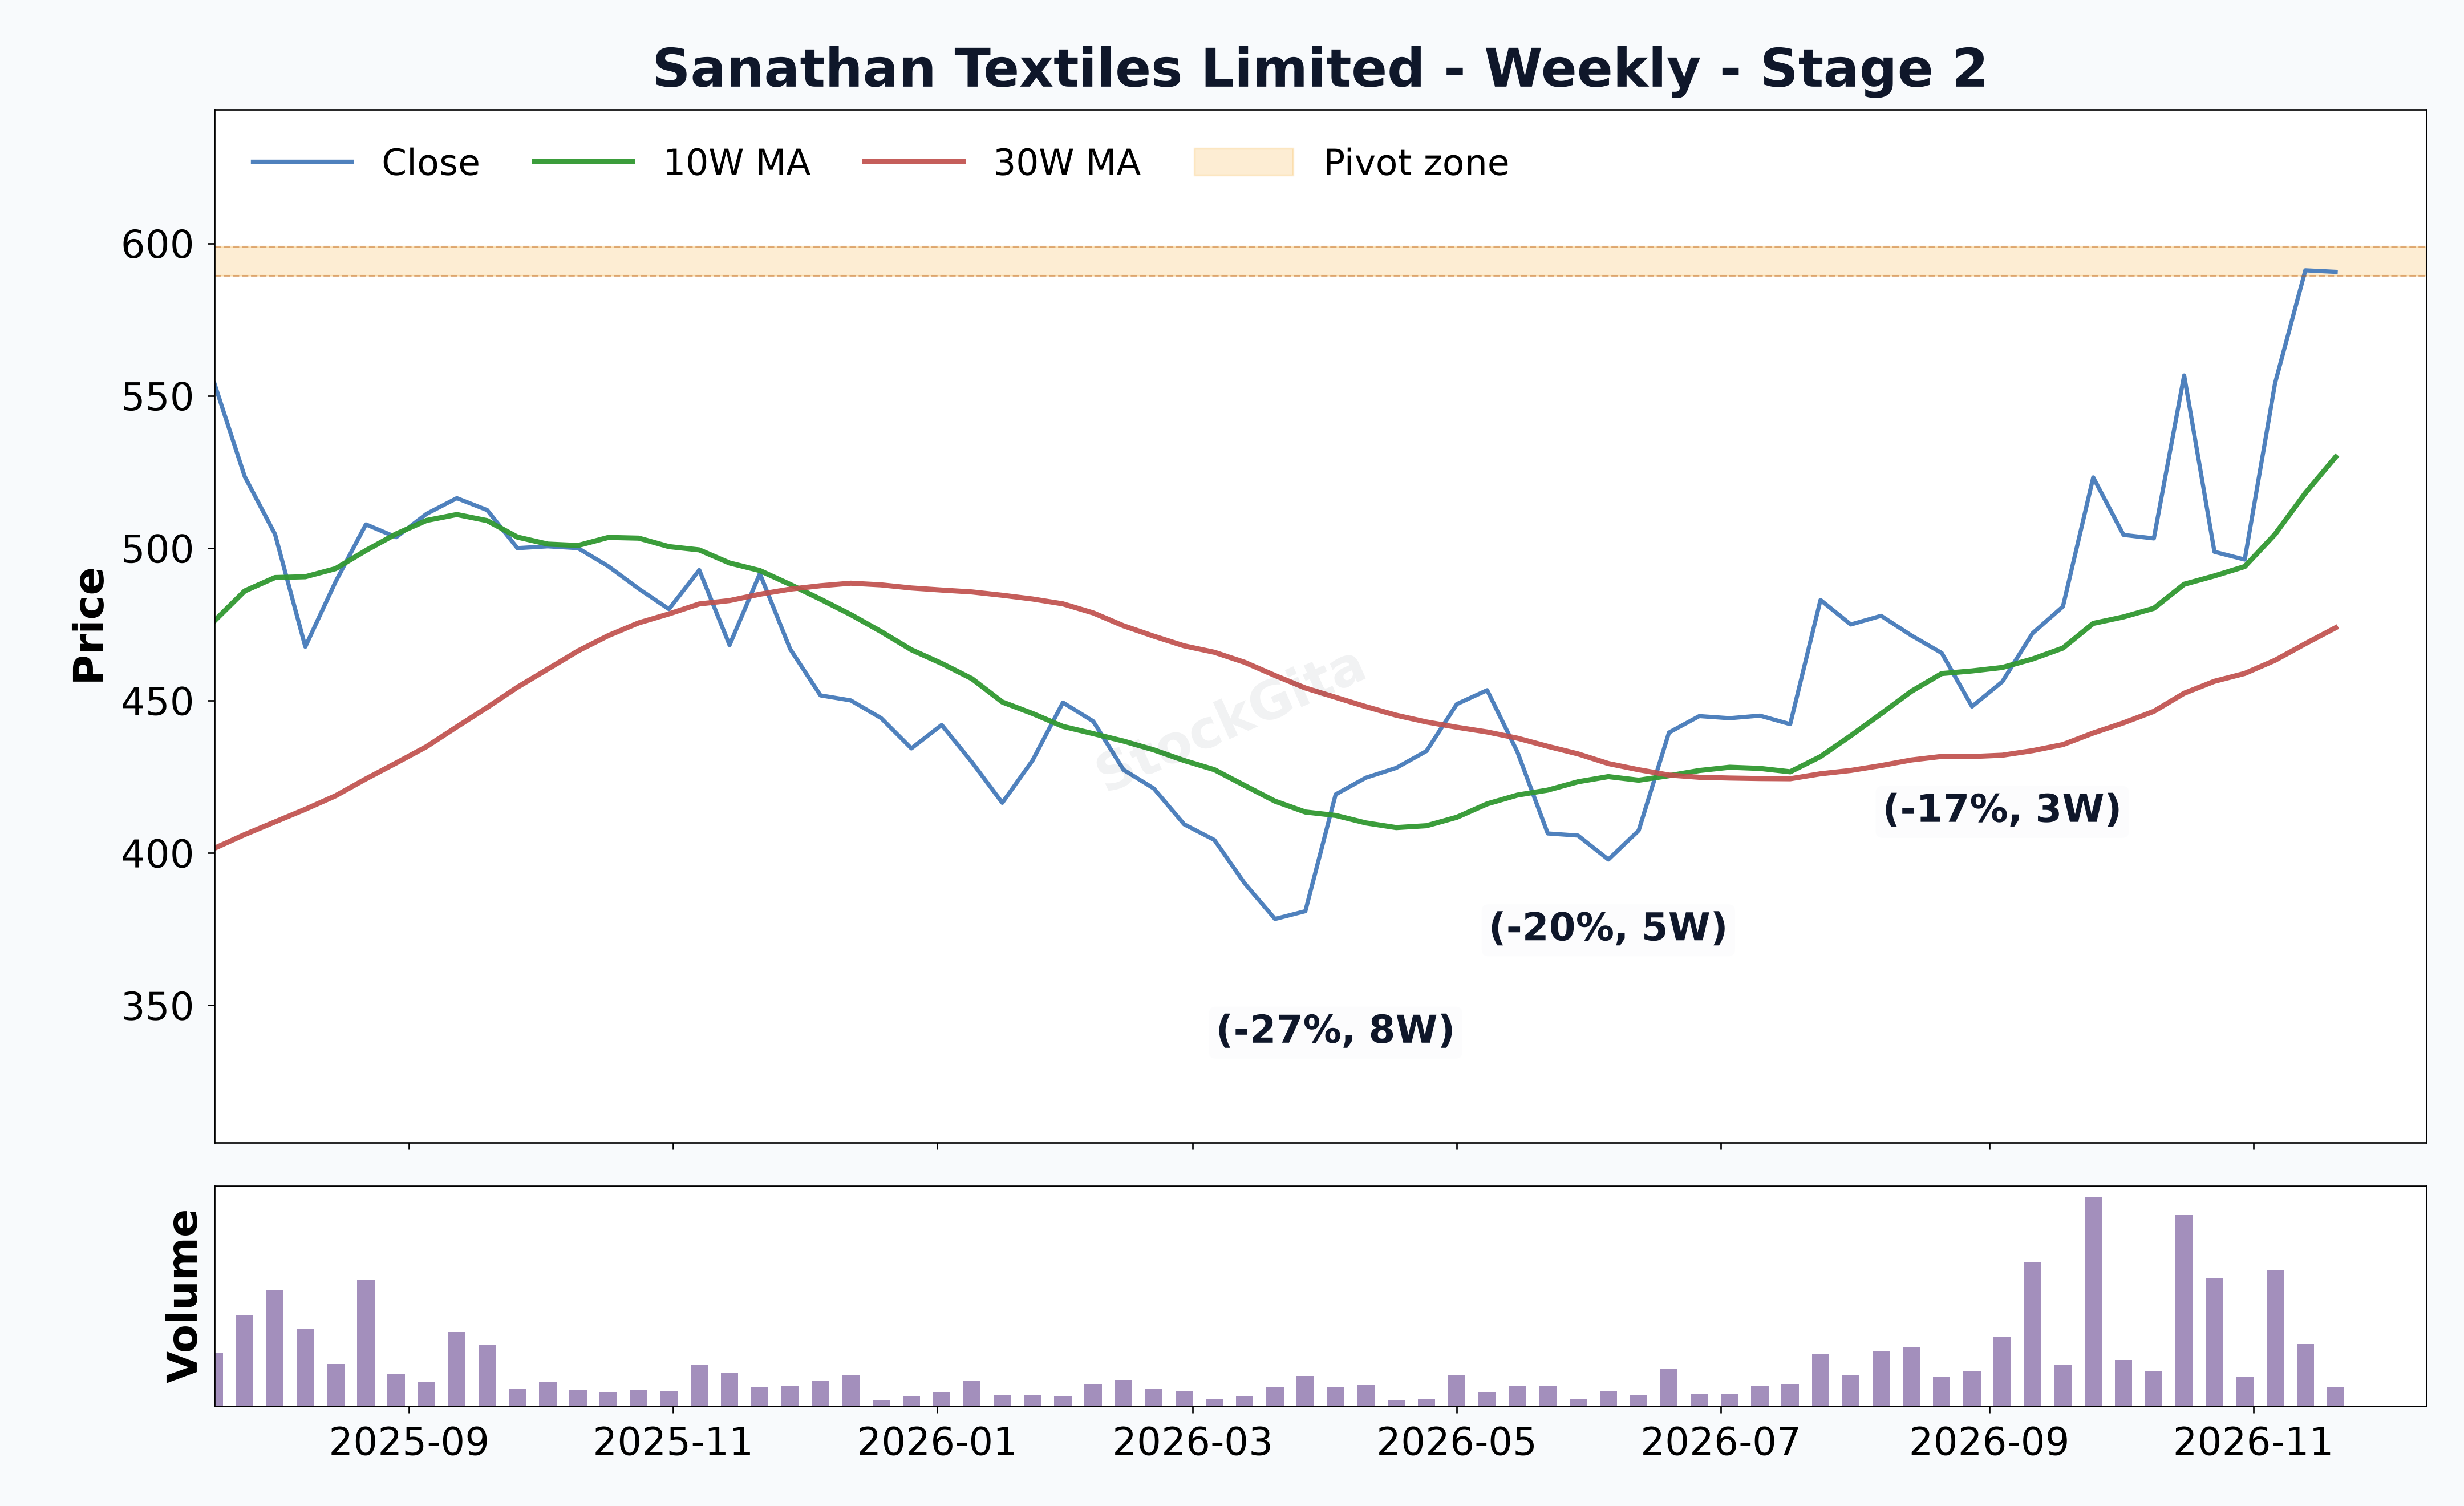 Sanathan Textiles Limited - Weekly - Stage 2
Close 10W MA 30W MA Pivot zone
600
550
500
450
400
350
Price
StockGita
(-17%, 3W)
(-20%, 5W)
(-27%, 8W)
Volume
2025-09 2025-11 2026-01 2026-03 2026-05 2026-07 2026-09 2026-11